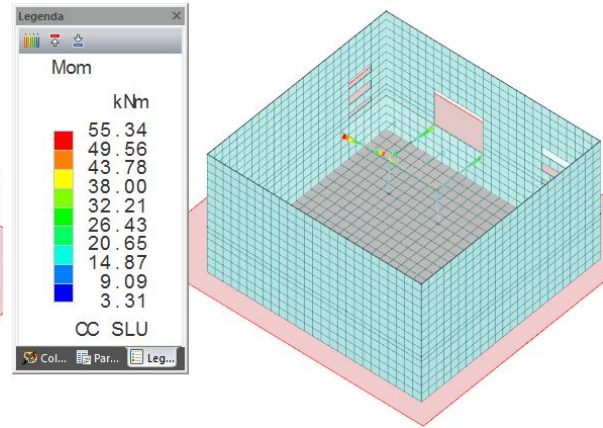 Legenda
Mom
kNm
55.34
49.56
43.78
38.00
32.21
26.43
20.65
14.87
9.09
3.31
CC SLU
Col... Par... Leg...